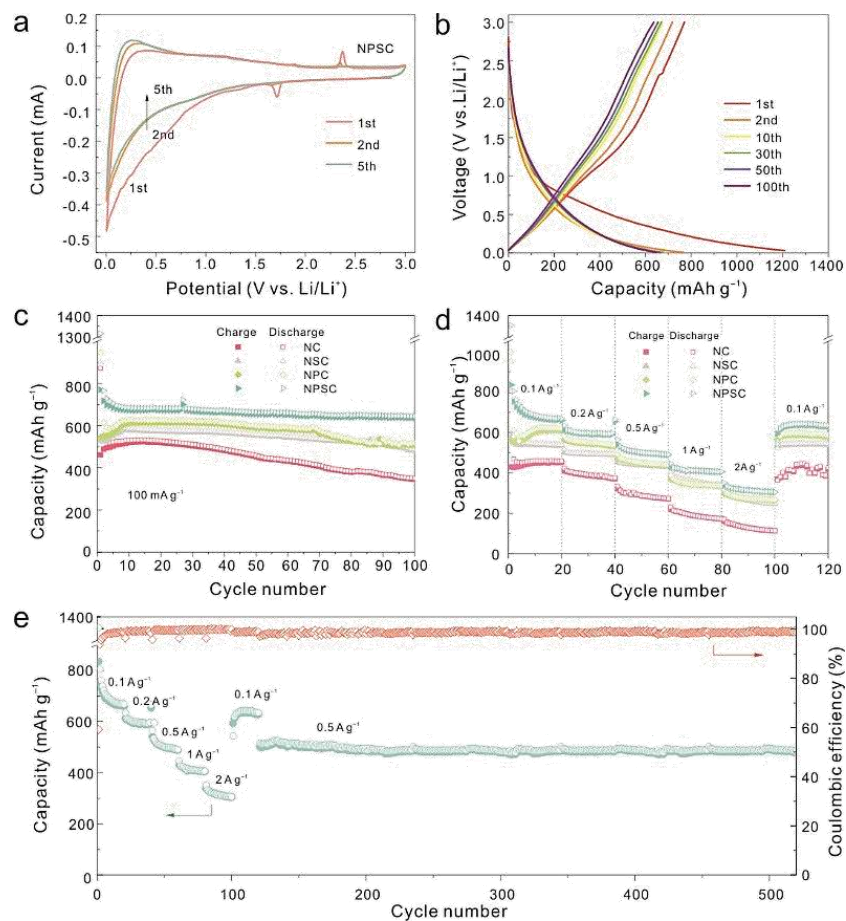 a
NPSC
5th
2nd
1st
1st
2nd
5th
Current (mA)
0.2
0.1
0.0
-0.1
-0.2
-0.3
-0.4
-0.5
0.0 0.5 1.0 1.5 2.0 2.5 3.0
Potential (V vs. Li/Li⁺)
b
1st
2nd
10th
30th
50th
100th
Voltage (V vs.Li/Li⁺)
3.0
2.5
2.0
1.5
1.0
0.5
0.0
0 200 400 600 800 1000 1200 1400
Capacity (mAh g⁻¹)
c
Charge Discharge
NC
NSC
NPC
NPSC
100 mA g⁻¹
Capacity (mAh g⁻¹)
1400
1300
800
600
400
200
0
0 10 20 30 40 50 60 70 80 90 100
Cycle number
d
Charge Discharge
NC
NSC
NPC
NPSC
0.1 A g⁻¹
0.2 A g⁻¹
0.5 A g⁻¹
1 A g⁻¹
2 A g⁻¹
0.1 A g⁻¹
Capacity (mAh g⁻¹)
1400
1000
800
600
400
200
0
0 20 40 60 80 100 120
Cycle number
e
0.1 A g⁻¹
0.2 A g⁻¹
0.5 A g⁻¹
1 A g⁻¹
2 A g⁻¹
0.1 A g⁻¹
0.5 A g⁻¹
Capacity (mAh g⁻¹)
1400
800
600
400
200
0
Coulombic efficiency (%)
100
80
60
40
20
0
0 100 200 300 400 500
Cycle number